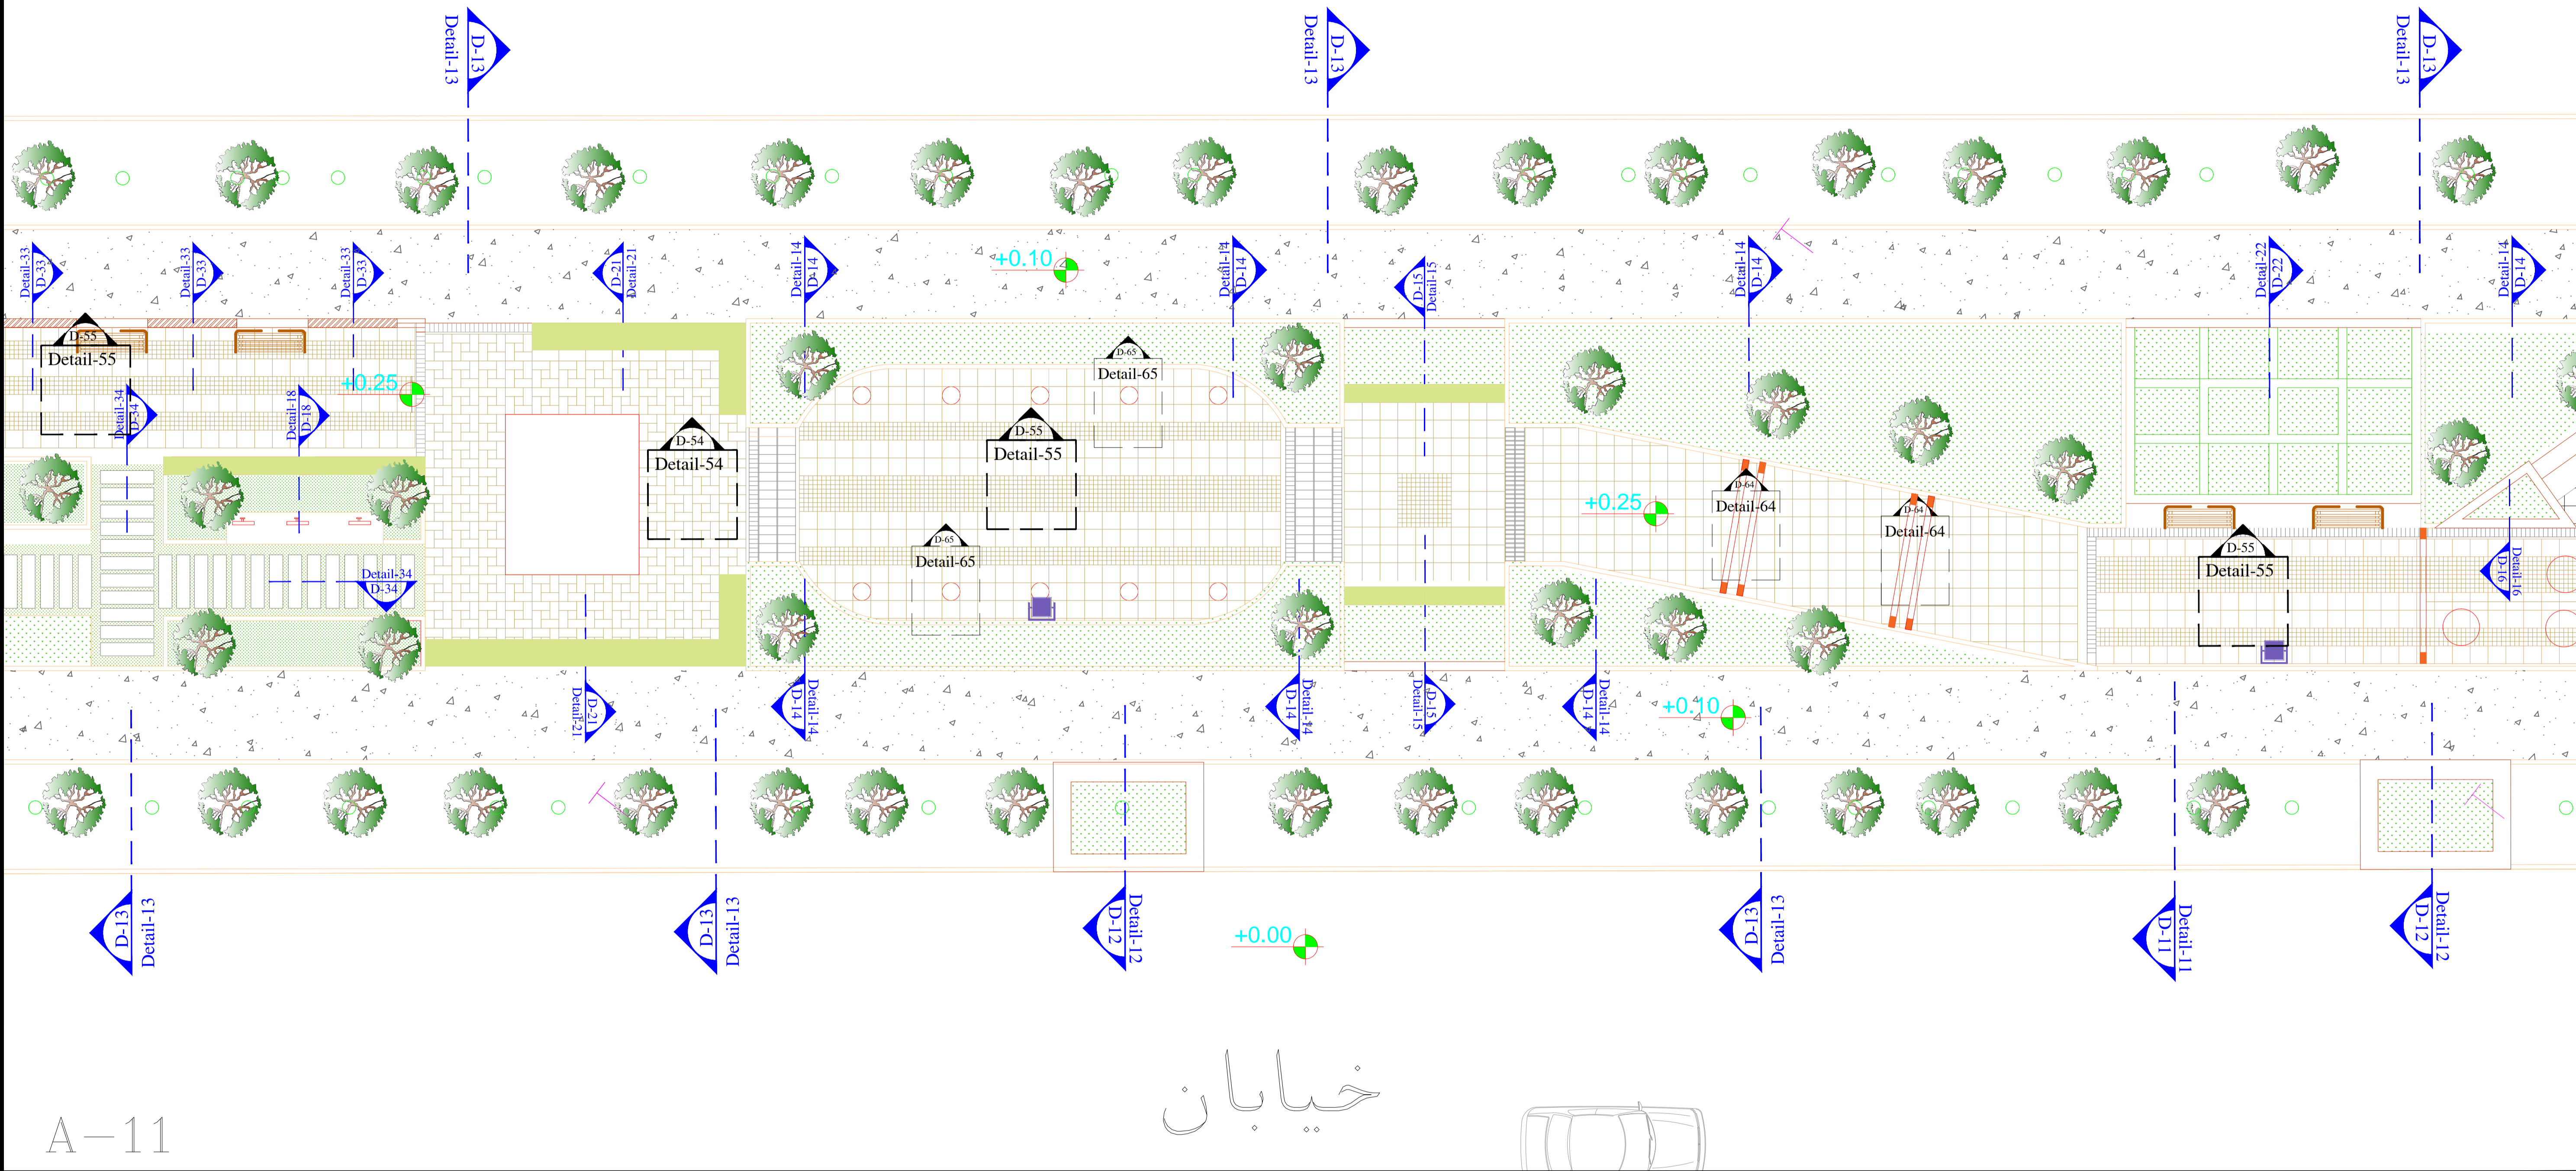 Detail-13
D-13
Detail-13
D-13
Detail-13
D-13
Detail-33
D-33
Detail-33
D-33
Detail-33
D-33
D-21
Detail-21
Detail-14
D-14
+0.10
Detail-14
D-14
D-15
Detail-15
Detail-14
D-14
Detail-22
D-22
Detail-14
D-14
D-55
Detail-55
+0.25
Detail-34
D-34
Detail-18
D-18
D-65
Detail-65
D-54
Detail-54
D-55
Detail-55
D-65
Detail-65
+0.25
D-64
Detail-64
D-64
Detail-64
D-55
Detail-55
D-16
Detail-16
Detail-34
D-34
D-21
Detail-21
D-14
Detail-14
D-14
Detail-14
D-15
Detail-15
D-14
Detail-14
+0.10
D-13
Detail-13
D-13
Detail-13
D-12
Detail-12
+0.00
D-13
Detail-13
D-11
Detail-11
D-12
Detail-12
خیابان
A-11